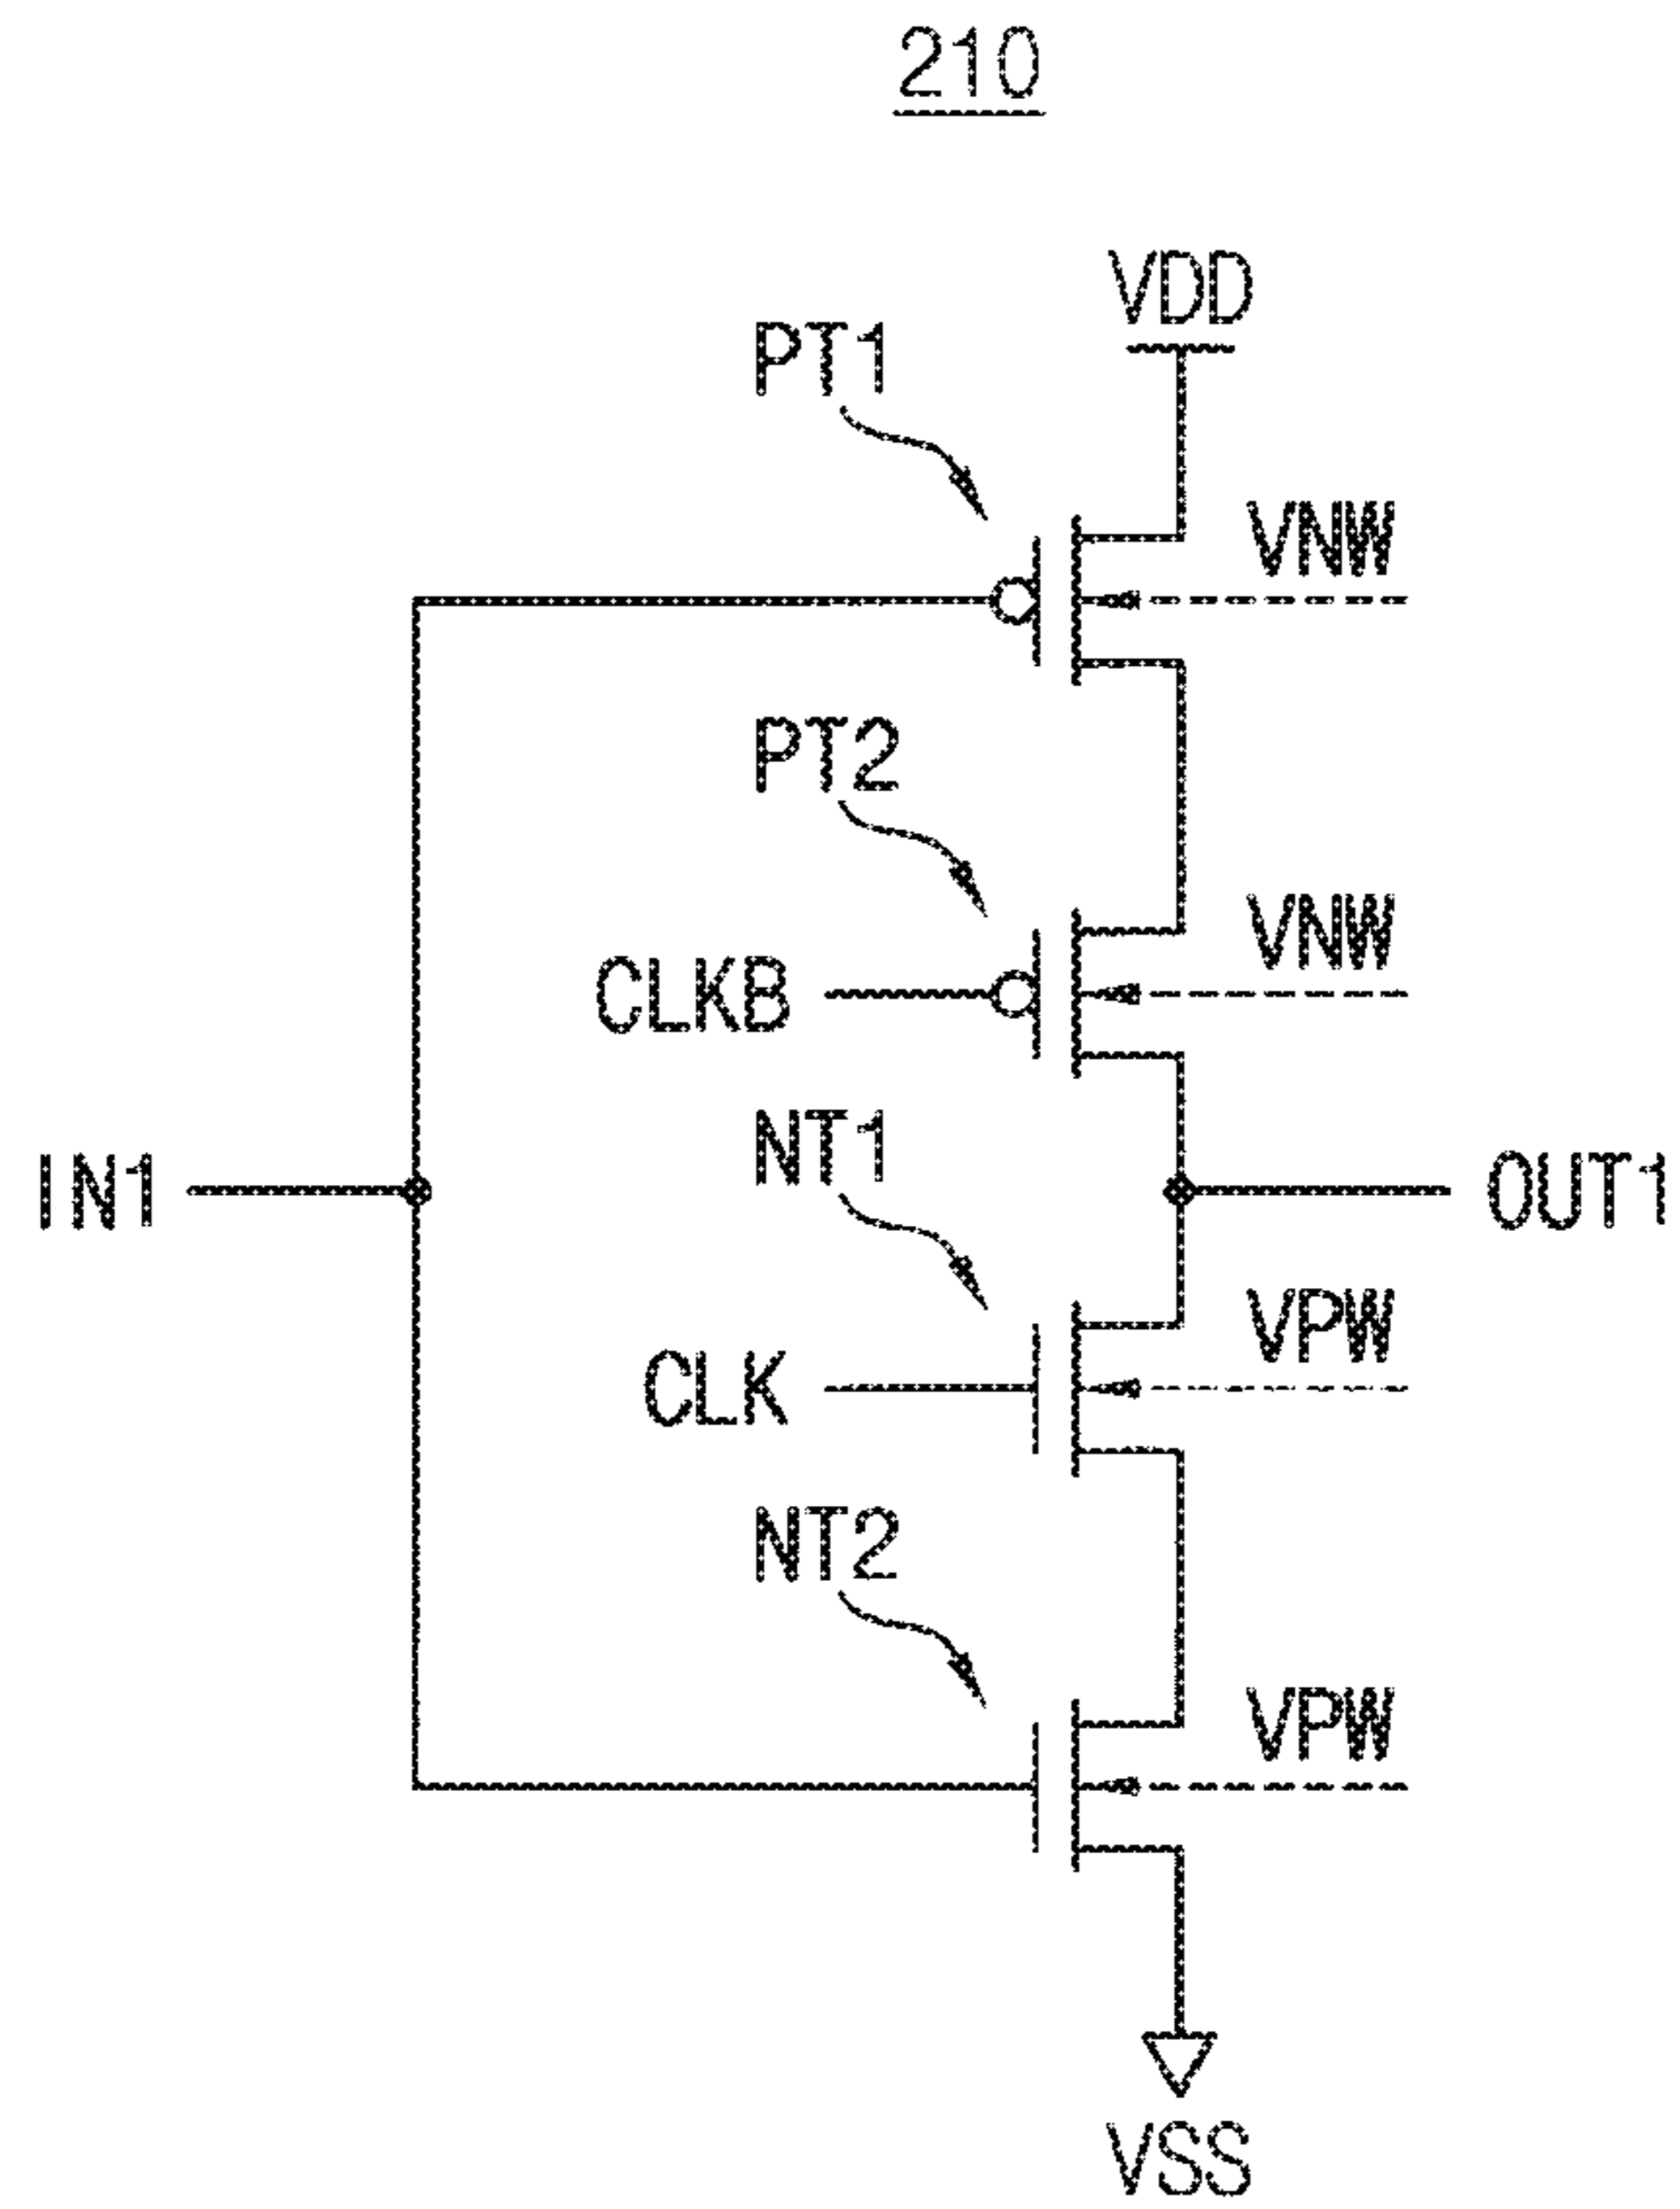 210
VDD
PT1
VNW
PT2
VNW
CLKB
NT1
IN1
OUT1
VPW
CLK
NT2
VPW
VSS